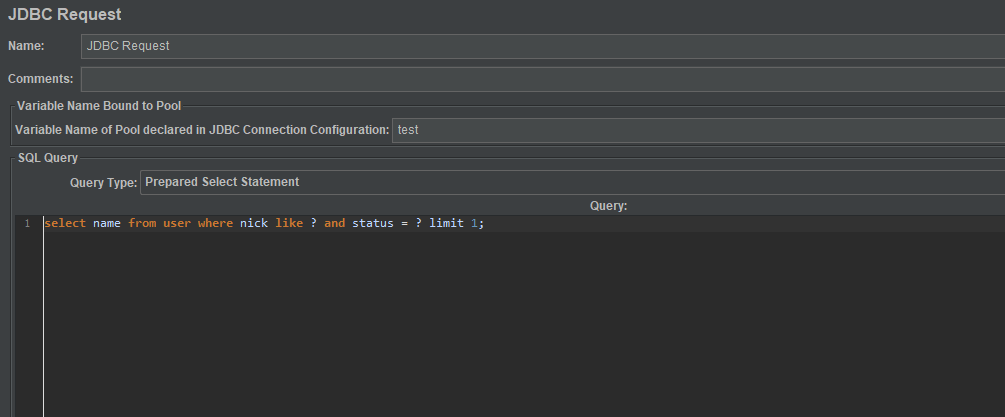 JDBC Request
Name: JDBC Request
Comments:
Variable Name Bound to Pool
Variable Name of Pool declared in JDBC Connection Configuration: test
SQL Query
Query Type: Prepared Select Statement
Query:
1 select name from user where nick like ? and status = ? limit 1;